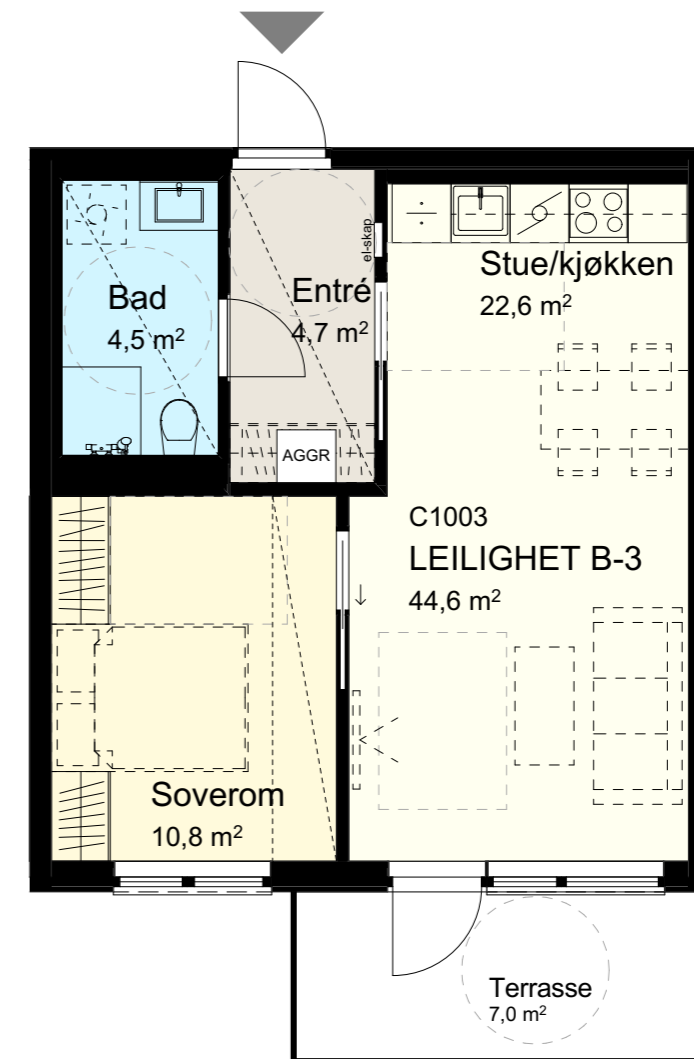 Bad
4,5 m²
Entré
4,7 m²
el-skap
Stue/kjøkken
22,6 m²
AGGR
C1003
LEILIGHET B-3
44,6 m²
Soverom
10,8 m²
Terrasse
7,0 m²